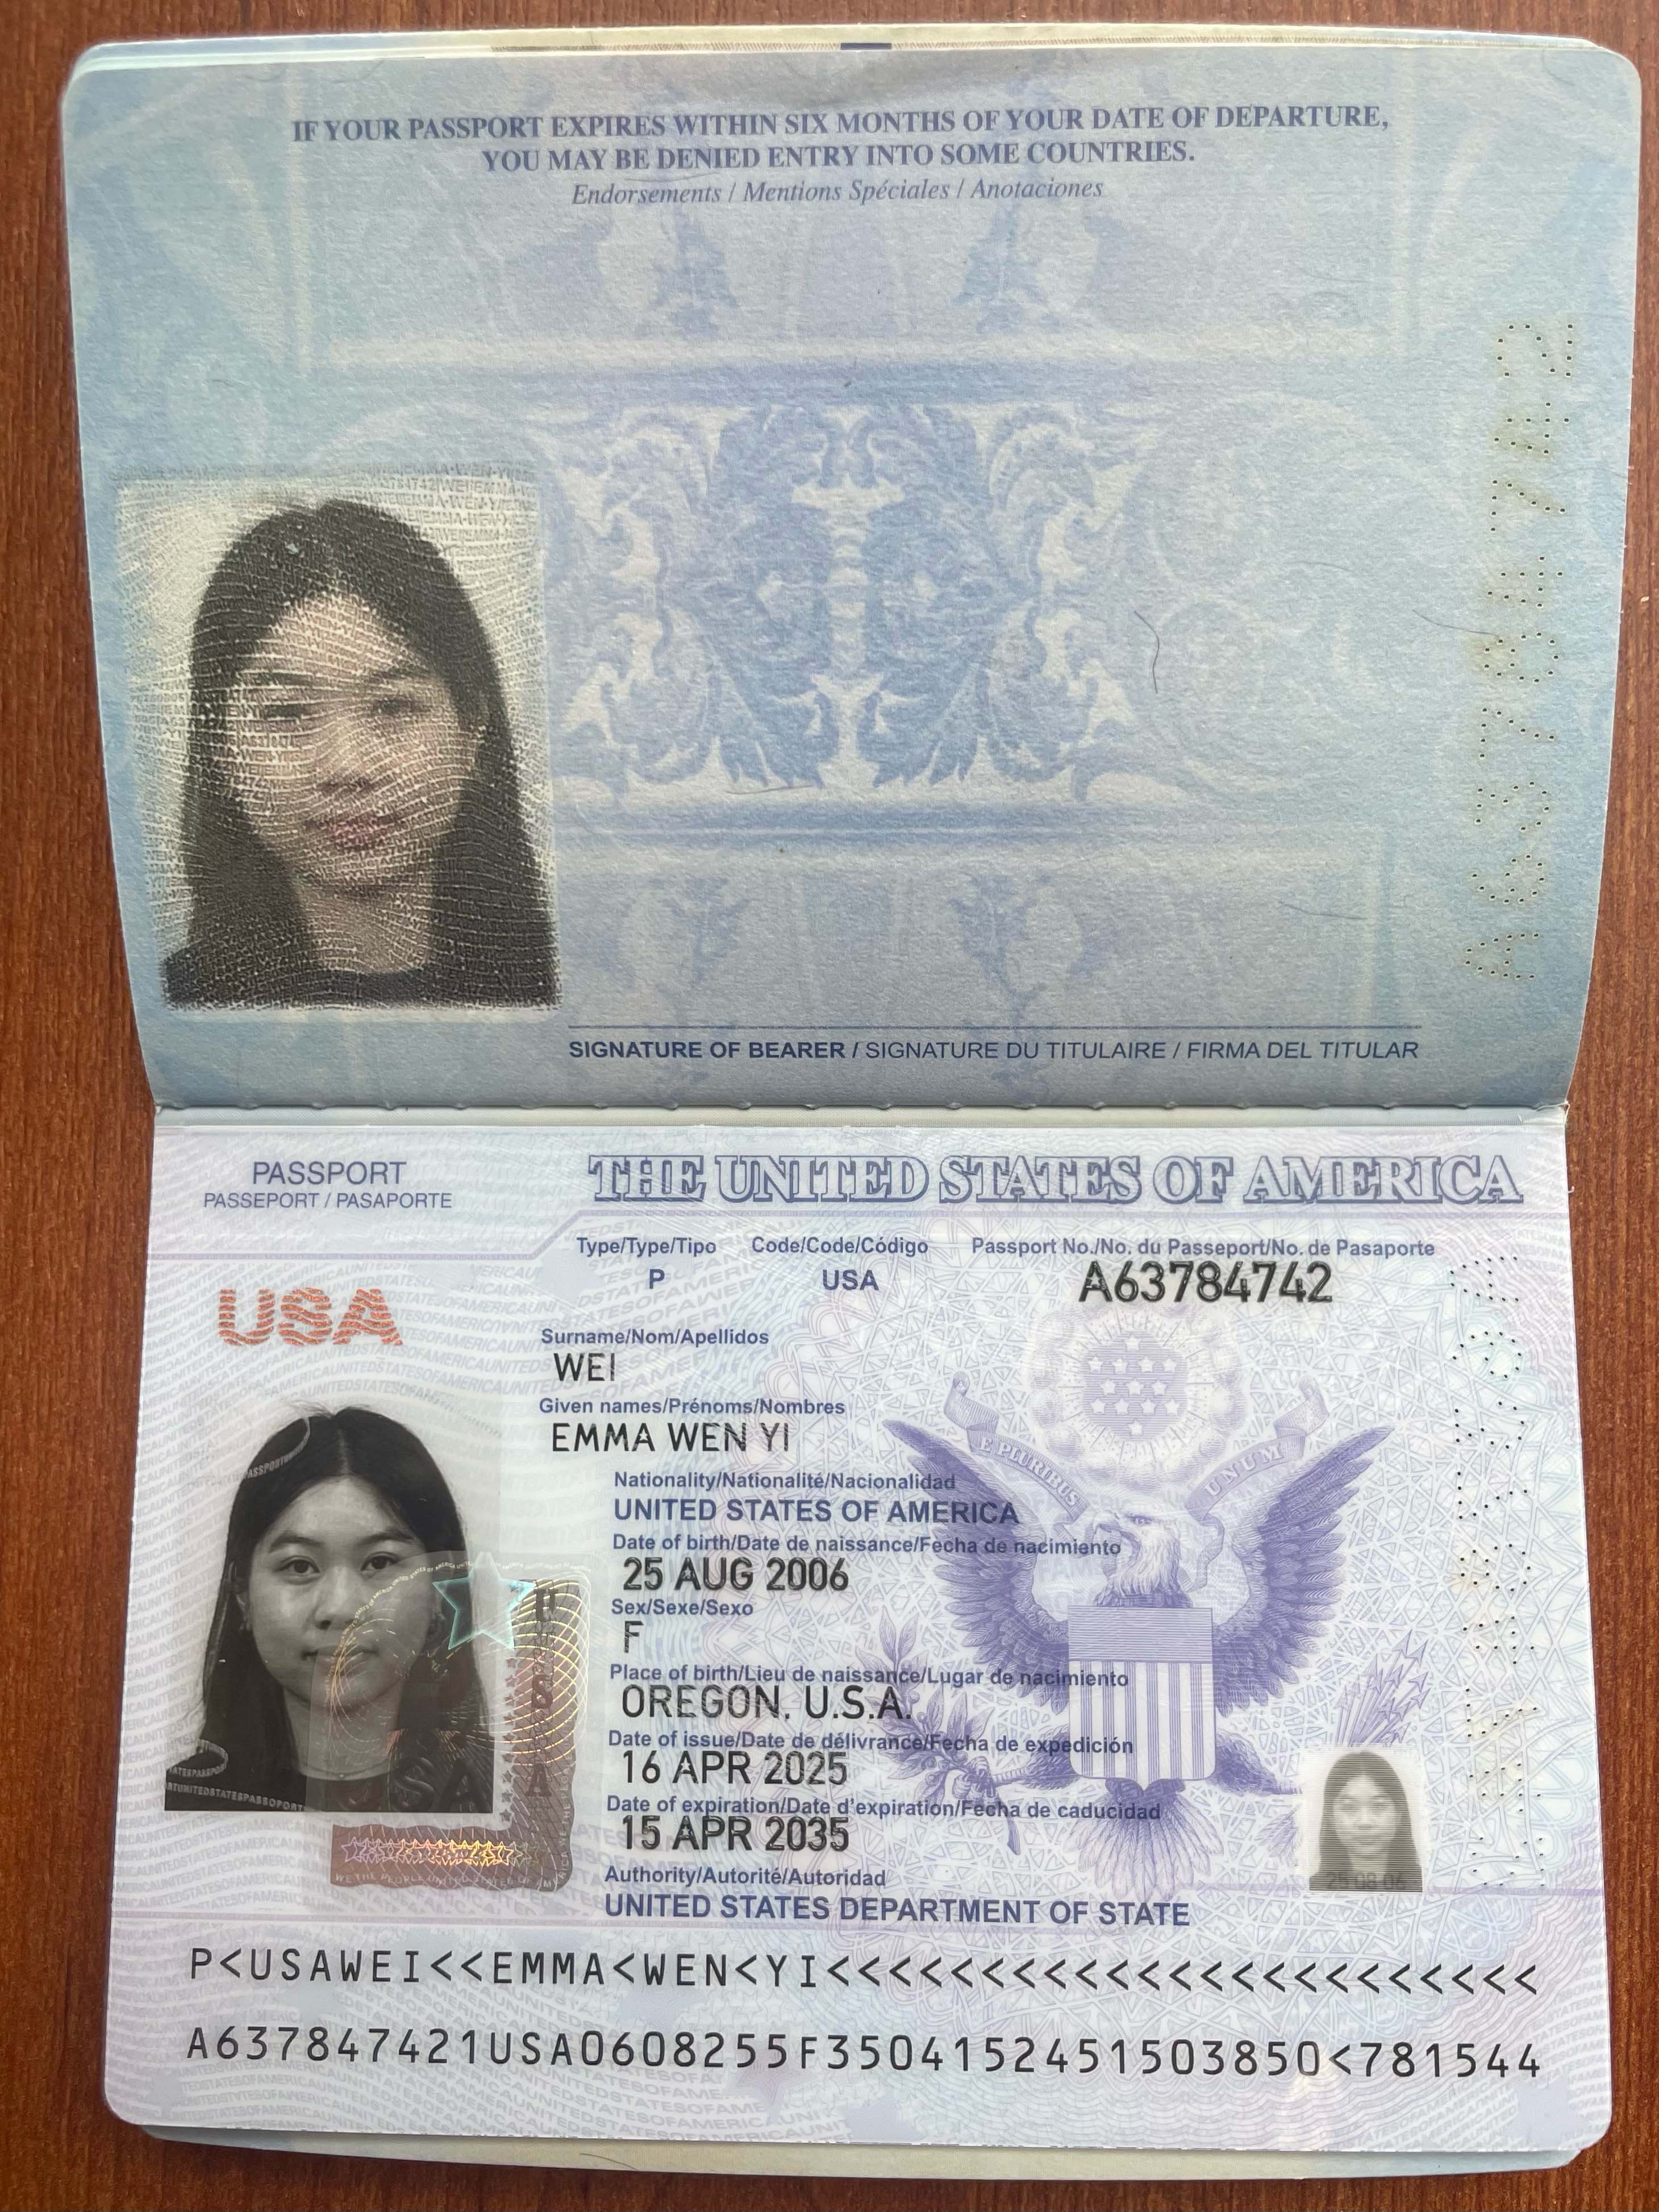 IF YOUR PASSPORT EXPIRES WITHIN SIX MONTHS OF YOUR DATE OF DEPARTURE,
YOU MAY BE DENIED ENTRY INTO SOME COUNTRIES.
Endorsements / Mentions Spéciales / Anotaciones
SIGNATURE OF BEARER / SIGNATURE DU TITULAIRE / FIRMA DEL TITULAR
PASSPORT
PASSEPORT / PASAPORTE
THE UNITED STATES OF AMERICA
Type/Type/Tipo Code/Code/Código Passport No./No. du Passeport/No. de Pasaporte
P USA A63784742
USA
Surname/Nom/Apellidos
WEI
Given names/Prénoms/Nombres
EMMA WEN YI
E PLURIBUS UNUM
Nationality/Nationalité/Nacionalidad
UNITED STATES OF AMERICA
Date of birth/Date de naissance/Fecha de nacimiento
25 AUG 2006
Sex/Sexe/Sexo
F
Place of birth/Lieu de naissance/Lugar de nacimiento
OREGON, U.S.A.
Date of issue/Date de délivrance/Fecha de expedición
16 APR 2025
Date of expiration/Date d'expiration/Fecha de caducidad
15 APR 2035
Authority/Autorité/Autoridad
UNITED STATES DEPARTMENT OF STATE
USA
P<USAWEI<<EMMA<WEN<YI<<<<<<<<<<<<<<<<<<<<<<<
A637847421USA0608255F3504152451503850<781544